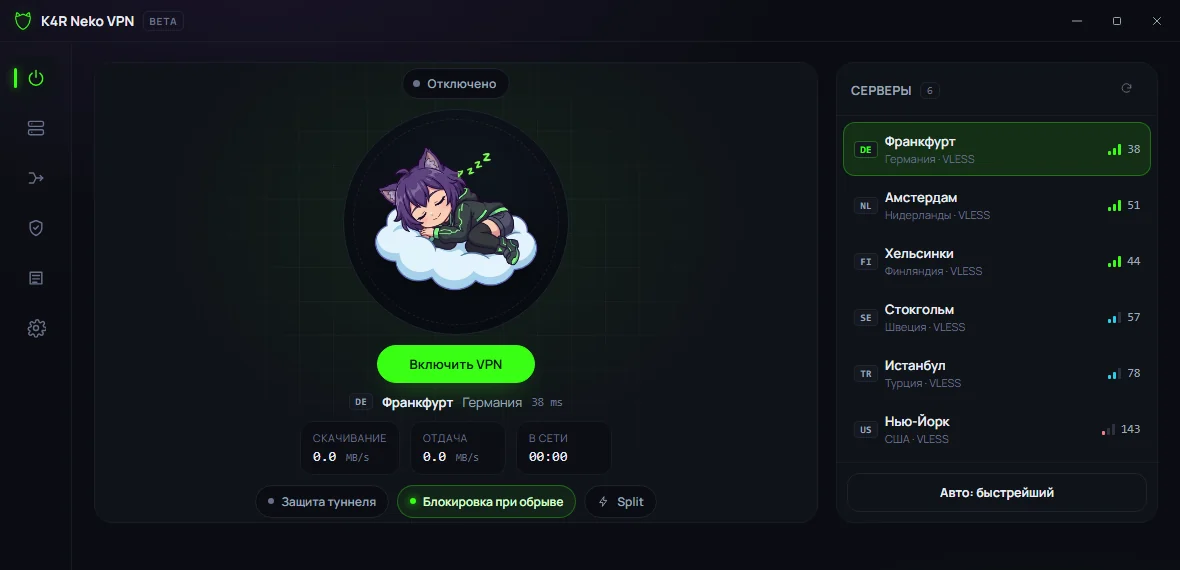 K4R Neko VPN BETA
Отключено
z z z z
Включить VPN
DE Франкфурт Германия 38 ms
СКАЧИВАНИЕ
0.0 MB/s
ОТДАЧА
0.0 MB/s
В СЕТИ
00:00
Защита туннеля
Блокировка при обрыве
Split
СЕРВЕРЫ 6
DE Франкфурт 38
Германия · VLESS
NL Амстердам 51
Нидерланды · VLESS
FI Хельсинки 44
Финляндия · VLESS
SE Стокгольм 57
Швеция · VLESS
TR Истанбул 78
Турция · VLESS
US Нью-Йорк 143
США · VLESS
Авто: быстрейший